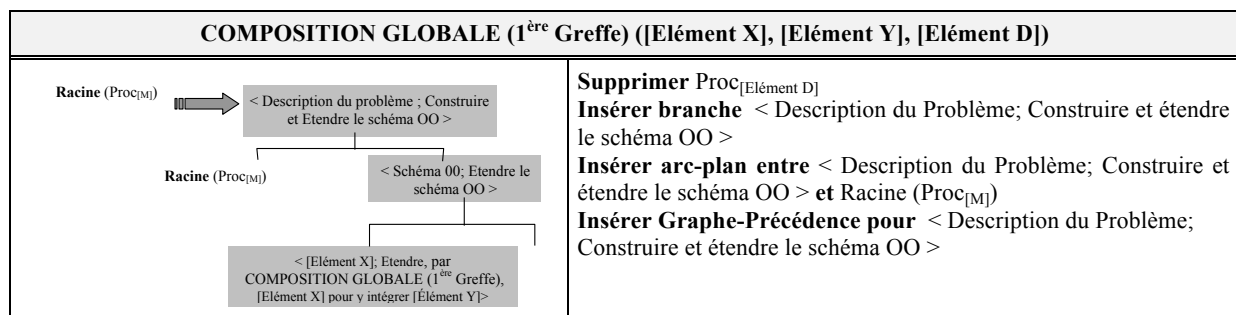 COMPOSITION GLOBALE (1ère Greffe) ([Elément X], [Elément Y], [Elément D])
Racine (Proc[M])
< Description du problème ; Construire
et Etendre le schéma OO >
Racine (Proc[M])
< Schéma 00; Etendre le
schéma OO >
< [Elément X]; Etendre, par
COMPOSITION GLOBALE (1ère Greffe),
[Elément X] pour y intégrer [Élément Y]>
Supprimer Proc[Elément D]
Insérer branche < Description du Problème; Construire et étendre
le schéma OO >
Insérer arc-plan entre < Description du Problème; Construire et
étendre le schéma OO > et Racine (Proc[M])
Insérer Graphe-Précédence pour < Description du Problème;
Construire et étendre le schéma OO >